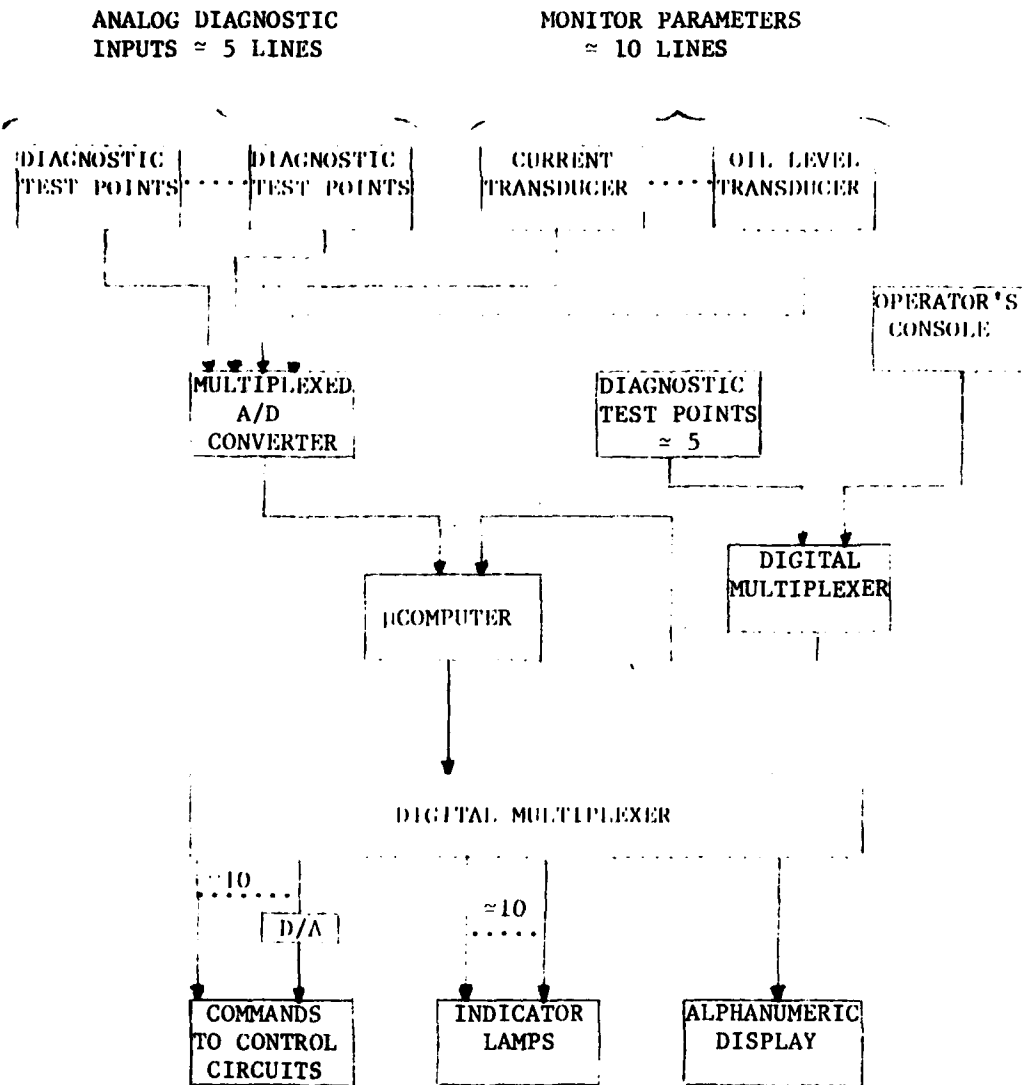 ANALOG DIAGNOSTIC
INPUTS ≃ 5 LINES
MONITOR PARAMETERS
≃ 10 LINES
DIAGNOSTIC
TEST POINTS
DIAGNOSTIC
TEST POINTS
CURRENT
TRANSDUCER
OIL LEVEL
TRANSDUCER
OPERATOR'S
CONSOLE
MULTIPLEXED
A/D
CONVERTER
DIAGNOSTIC
TEST POINTS
≃ 5
DIGITAL
MULTIPLEXER
μCOMPUTER
DIGITAL MULTIPLEXER
≃10
≃10
D/A
COMMANDS
TO CONTROL
CIRCUITS
INDICATOR
LAMPS
ALPHANUMERIC
DISPLAY